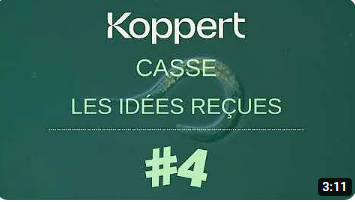 Koppert
CASSE
LES IDÉES REÇUES
#4
3:11